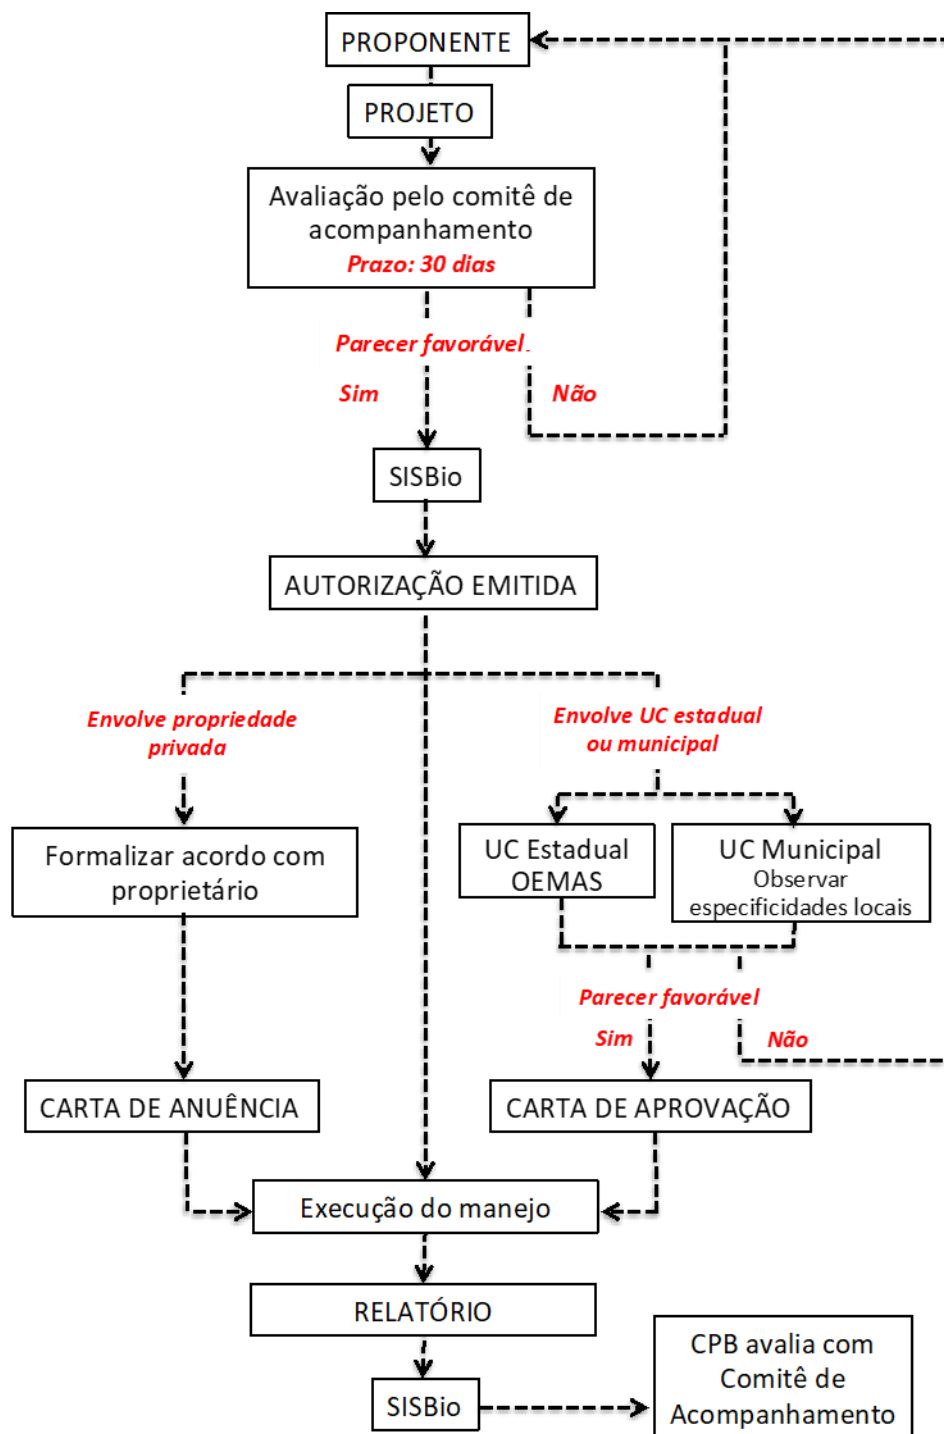 PROPONENTE
PROJETO
Avaliação pelo comitê de
acompanhamento
Prazo: 30 dias
Parecer favorável.
Sim
Não
SISBio
AUTORIZAÇÃO EMITIDA
Envolve propriedade
privada
Envolve UC estadual
ou municipal
Formalizar acordo com
proprietário
UC Estadual
OEMAS
UC Municipal
Observar
especificidades locais
Parecer favorável
Sim
Não
CARTA DE ANUÊNCIA
CARTA DE APROVAÇÃO
Execução do manejo
RELATÓRIO
SISBio
CPB avalia com
Comitê de
Acompanhamento